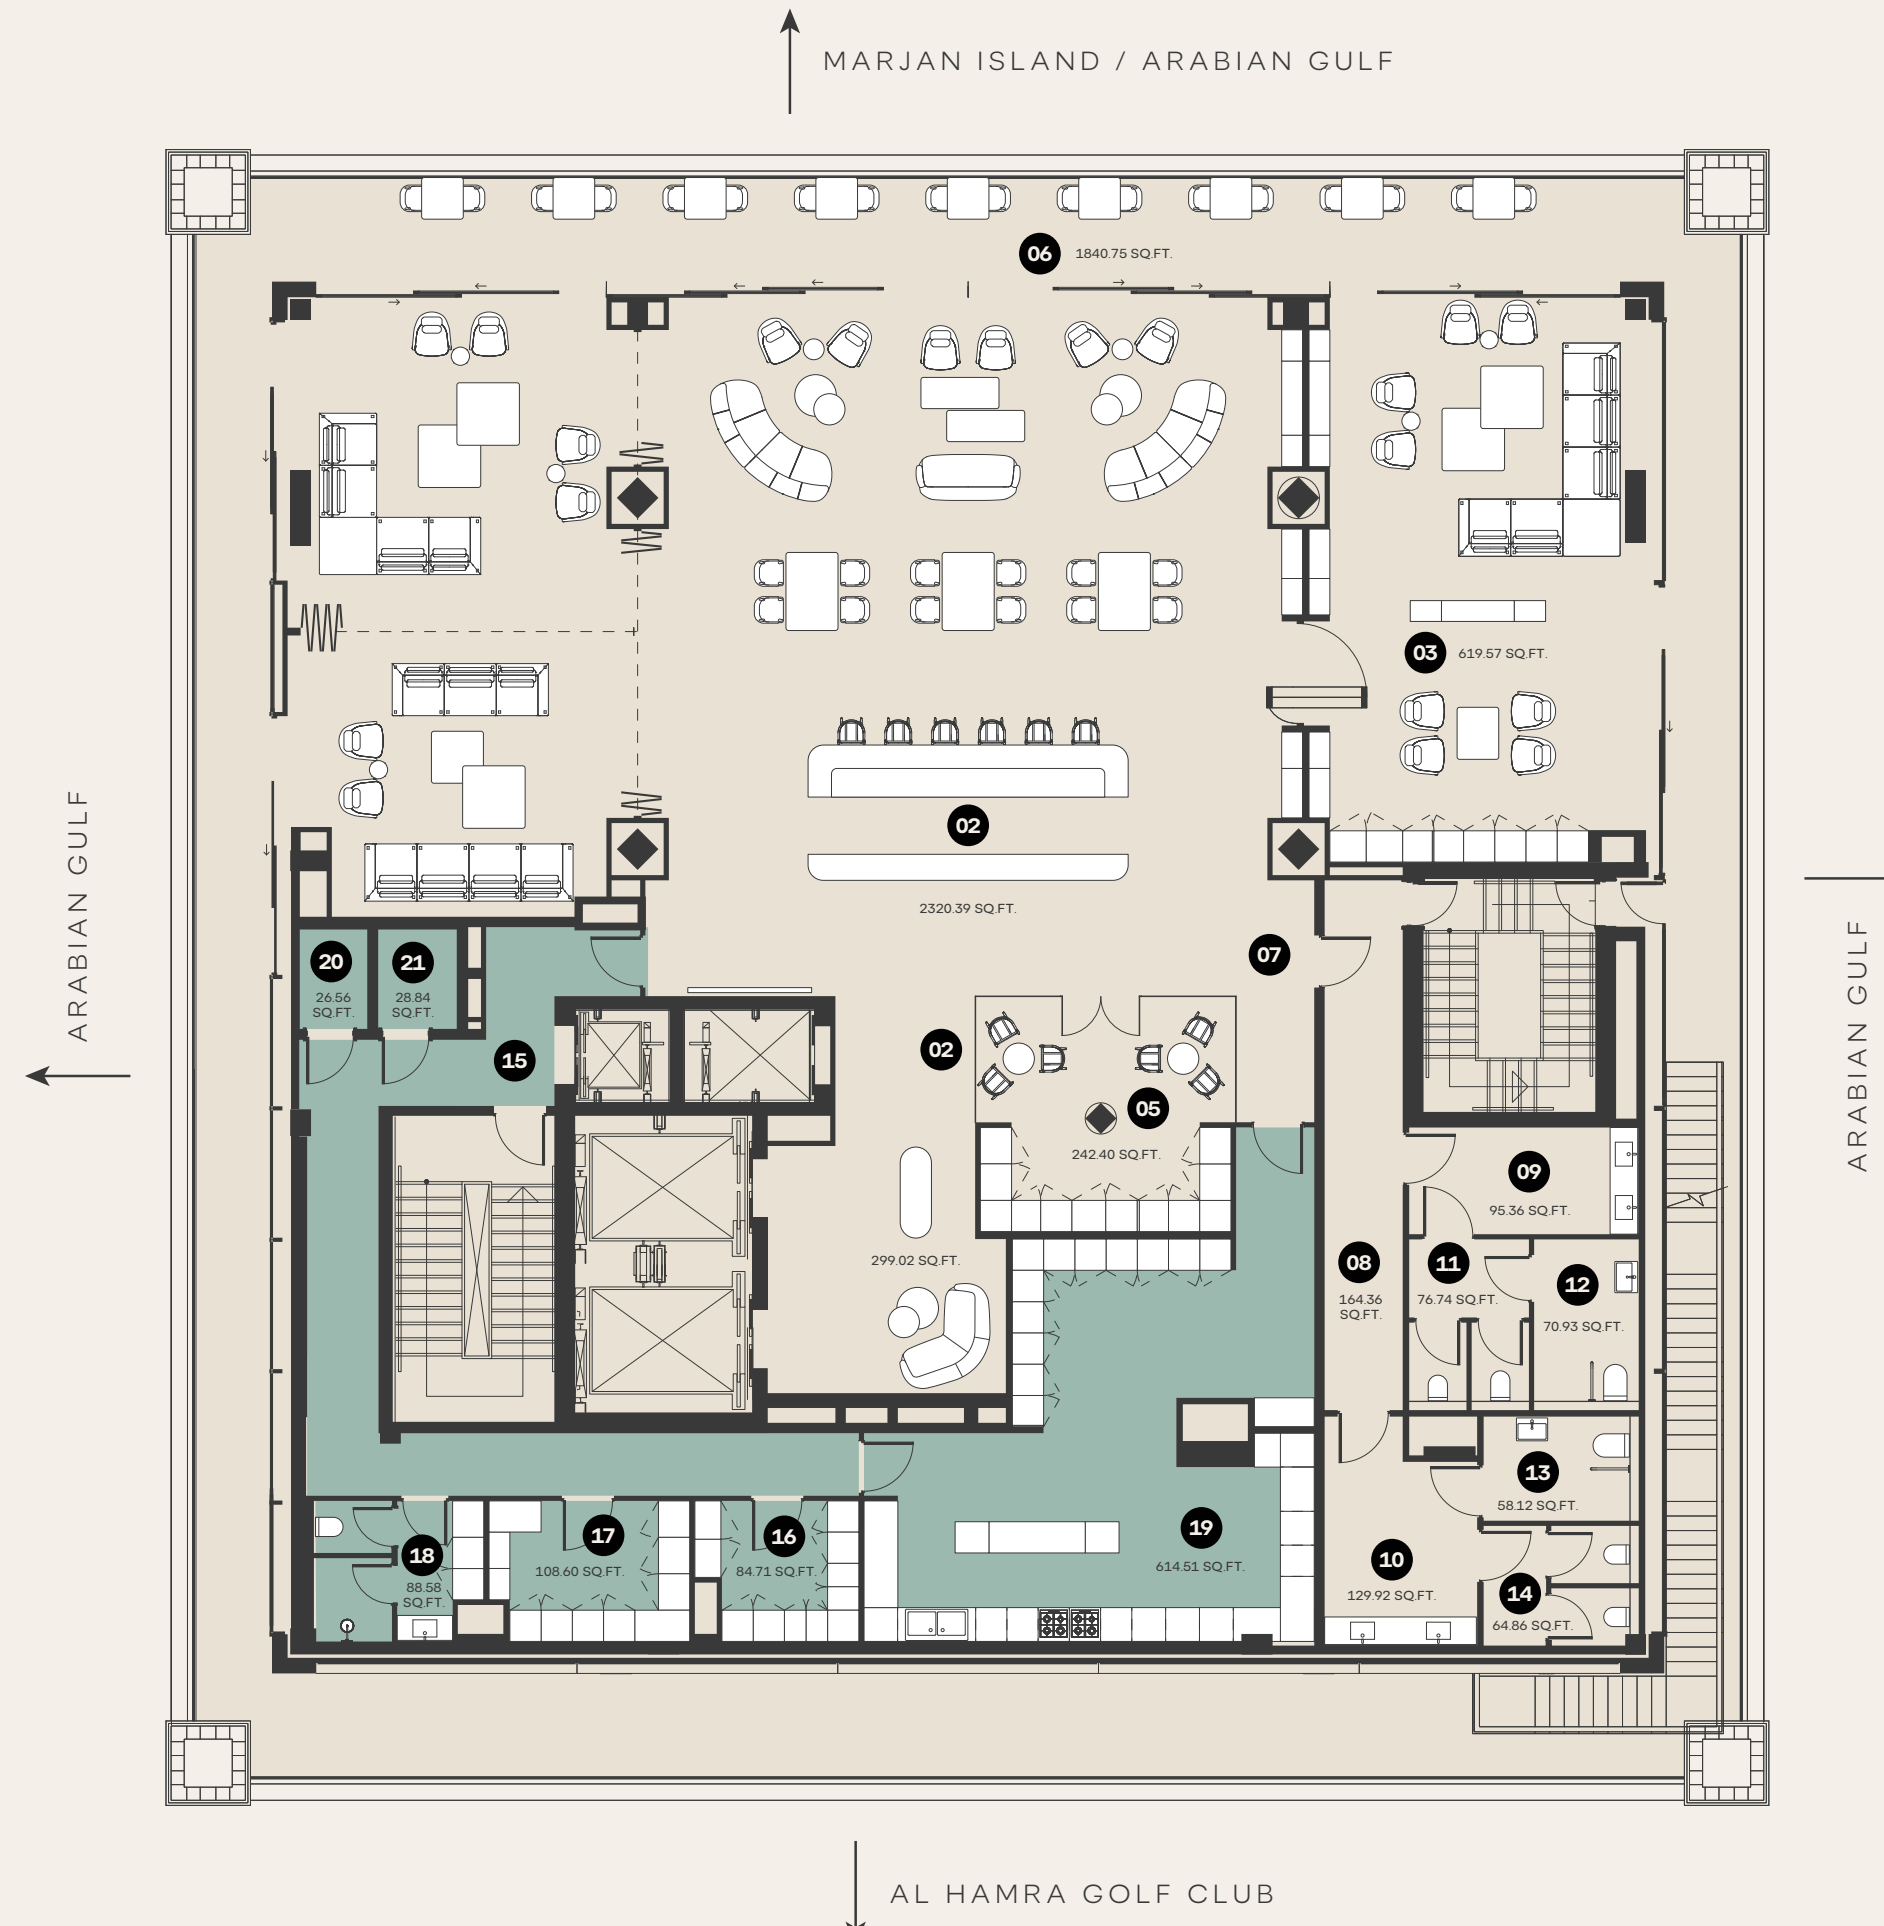 MARJAN ISLAND / ARABIAN GULF
06 1840.75 SQ.FT.
03 619.57 SQ.FT.
02
2320.39 SQ.FT.
ARABIAN GULF
ARABIAN GULF
07
20
26.56
SQ.FT.
21
28.84
SQ.FT.
15
02
05
242.40 SQ.FT.
299.02 SQ.FT.
09
95.36 SQ.FT.
08
164.36
SQ.FT.
11
76.74 SQ.FT.
12
70.93 SQ.FT.
13
58.12 SQ.FT.
18
88.58
SQ.FT.
17
108.60 SQ.FT.
16
84.71 SQ.FT.
19
614.51 SQ.FT.
10
129.92 SQ.FT.
14
64.86 SQ.FT.
AL HAMRA GOLF CLUB